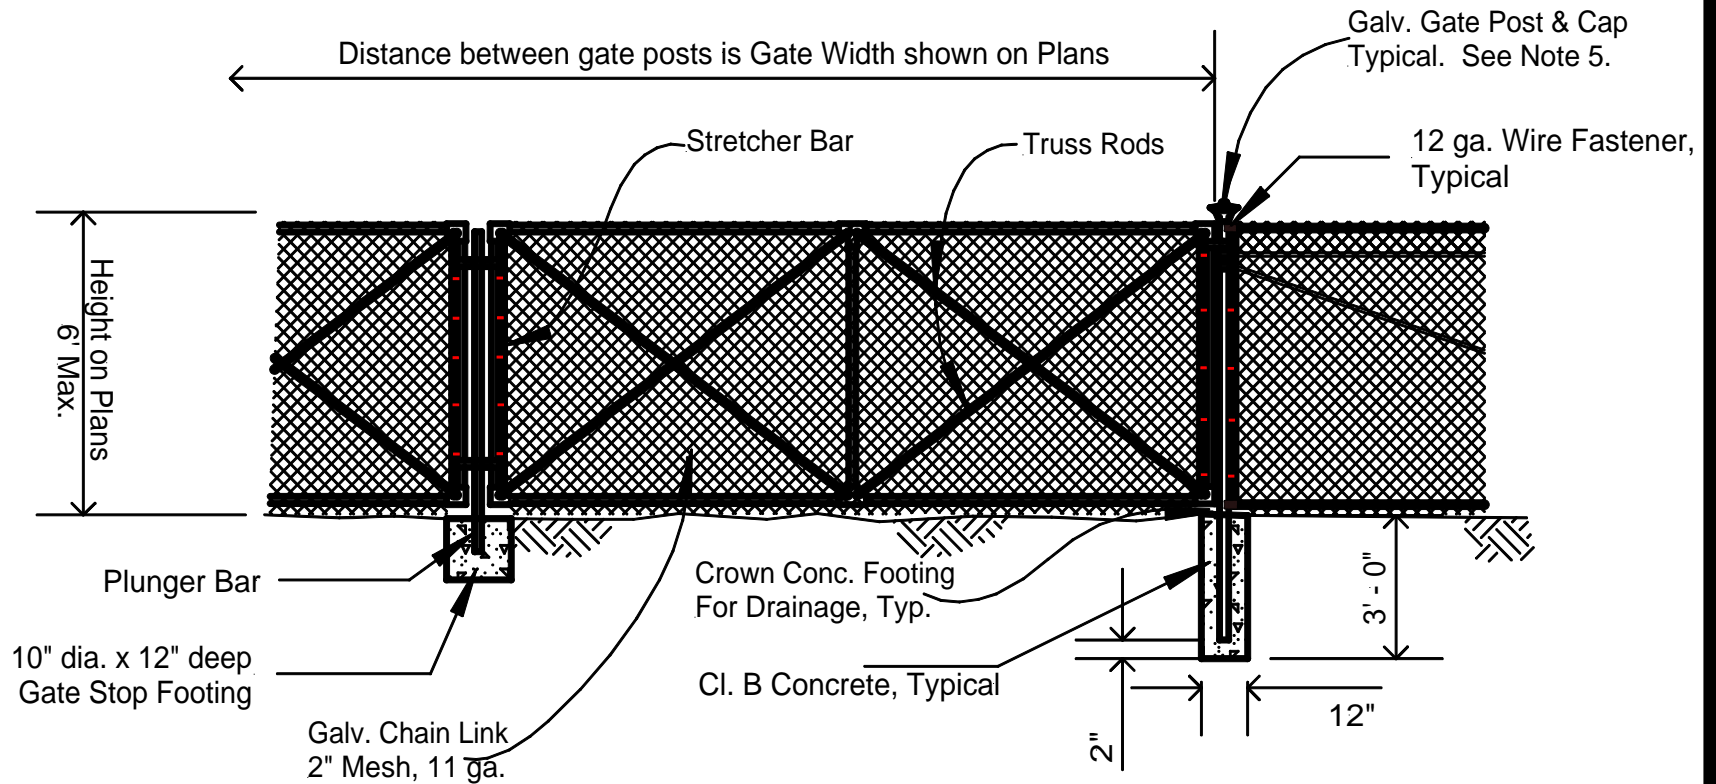 Galv. Gate Post & Cap
Typical.  See Note 5.
Distance between gate posts is Gate Width shown on Plans
Stretcher Bar
Truss Rods
12 ga. Wire Fastener,
Typical
Height on Plans
6' Max.
Plunger Bar
10" dia. x 12" deep
Gate Stop Footing
Galv. Chain Link
2" Mesh, 11 ga.
Crown Conc. Footing
For Drainage, Typ.
Cl. B Concrete, Typical
3' - 0"
12"
2"